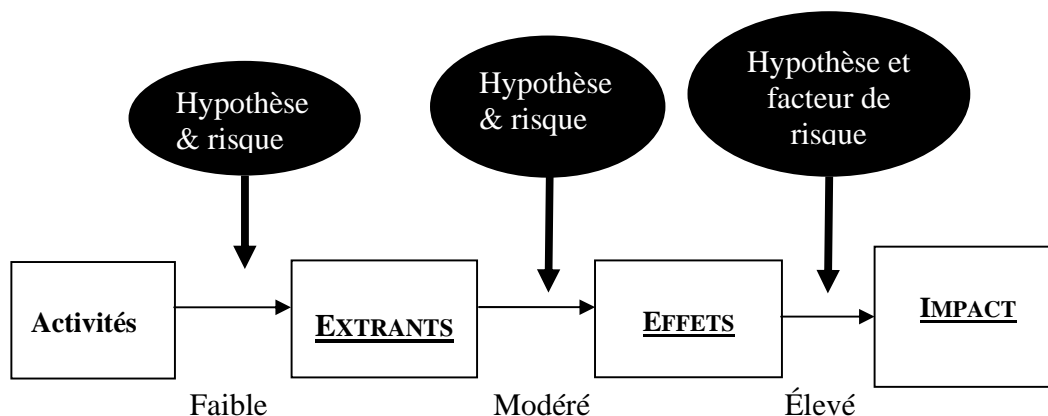 Hypothèse
& risque
Hypothèse
& risque
Hypothèse et
facteur de
risque
Activités
EXTRANTS
EFFETS
IMPACT
Faible
Modéré
Élevé